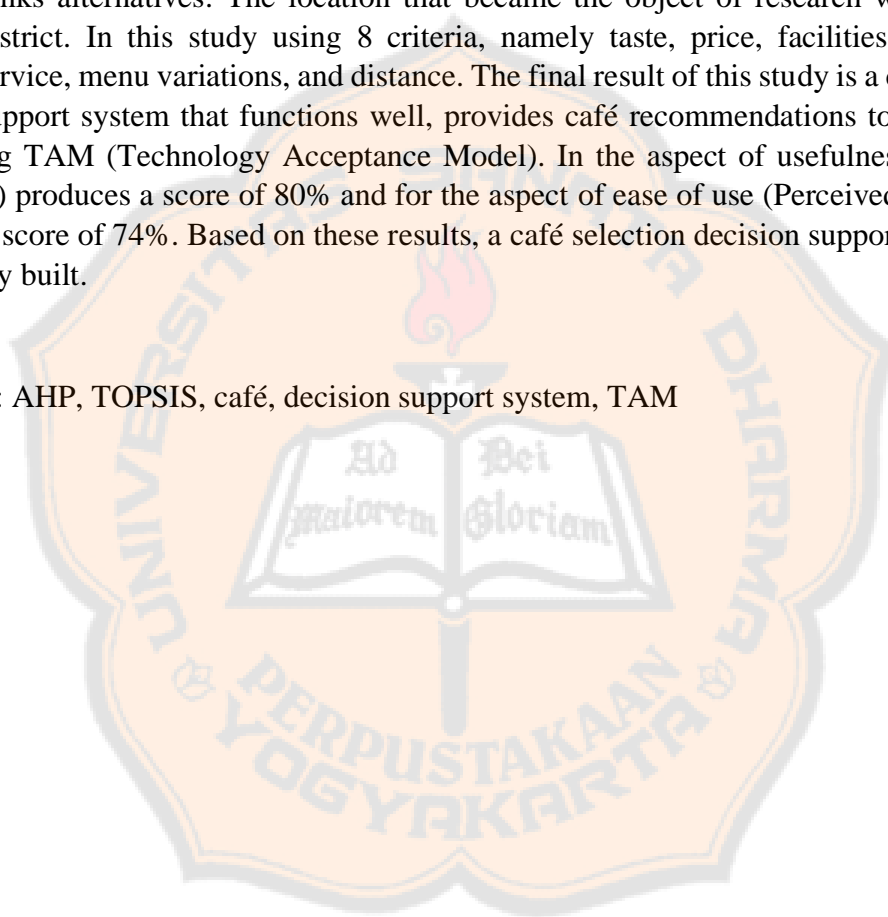 nks alternatives. The location that became the object of research w
strict. In this study using 8 criteria, namely taste, price, facilities
rvice, menu variations, and distance. The final result of this study is a
upport system that functions well, provides café recommendations to
g TAM (Technology Acceptance Model). In the aspect of usefulnes
) produces a score of 80% and for the aspect of ease of use (Perceived
score of 74%. Based on these results, a café selection decision suppor
y built.
: AHP, TOPSIS, café, decision support system, TAM
UNIVERSITAS SANATA DHARMA
Ad Dei
Maiorem Gloriam
PERPUSTAKAAN
YOGYAKARTA